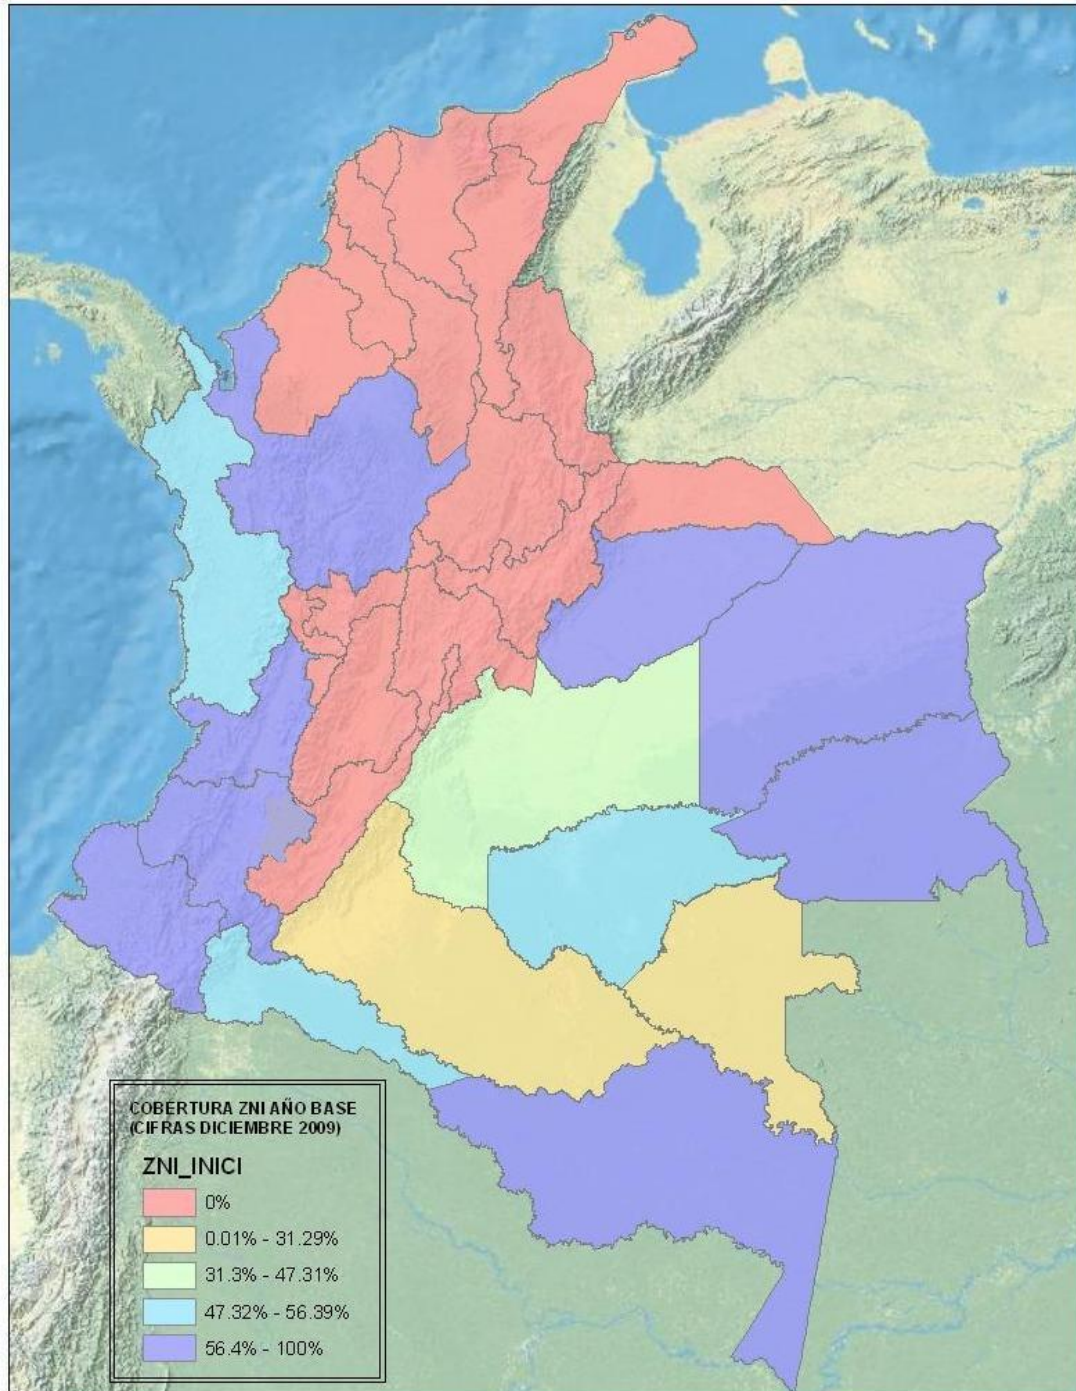 COBERTURA ZNI AÑO BASE
(CIFRAS DICIEMBRE 2009)
ZNI_INICI
0%
0.01% - 31.29%
31.3% - 47.31%
47.32% - 56.39%
56.4% - 100%